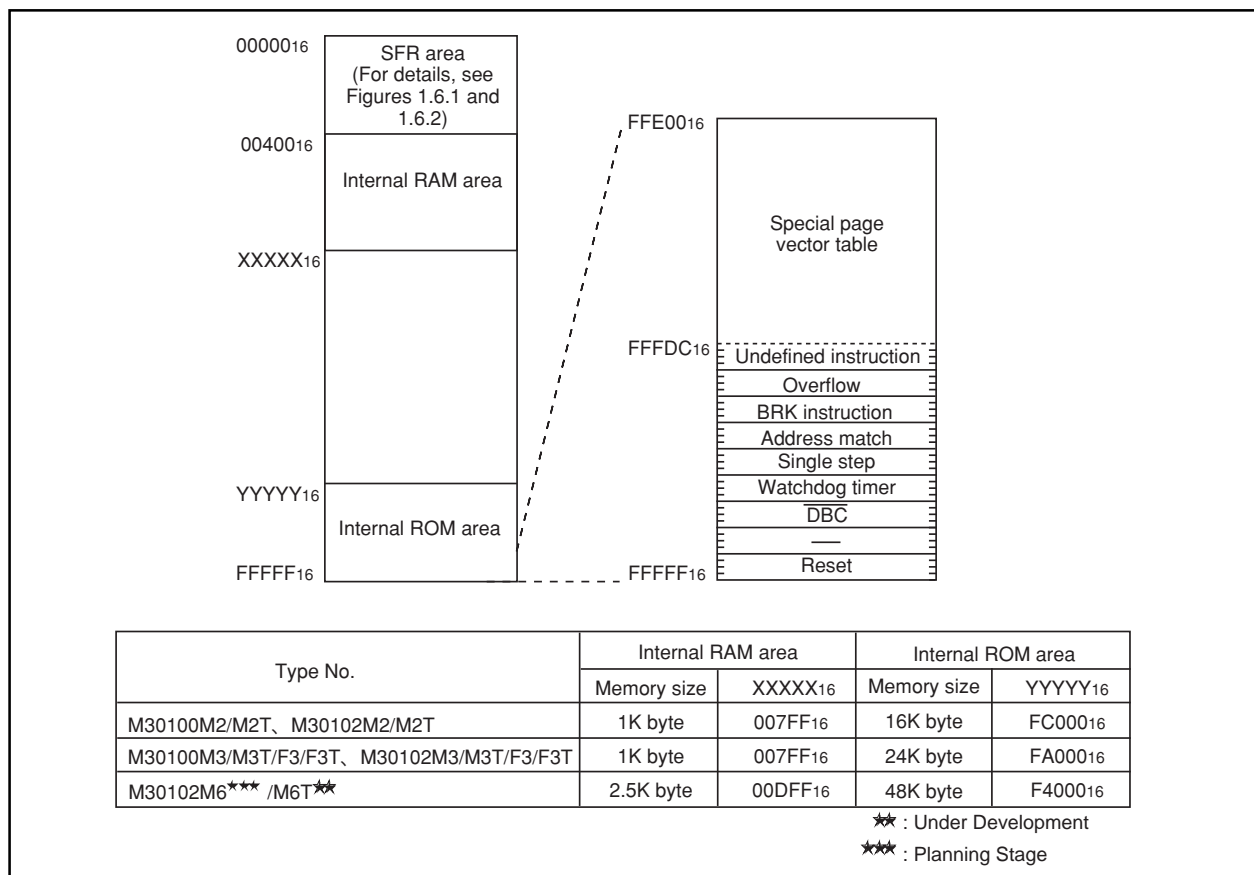 0000016
SFR area
(For details, see
Figures 1.6.1 and
1.6.2)
0040016
Internal RAM area
XXXXX16
YYYYY16
Internal ROM area
FFFFF16
FFE0016
Special page
vector table
FFFDC16
Undefined instruction
Overflow
BRK instruction
Address match
Single step
Watchdog timer
DBC
—
Reset
FFFFF16
Type No. Internal RAM area Internal ROM area
Memory size XXXXX16 Memory size YYYYY16
M30100M2/M2T、M30102M2/M2T 1K byte 007FF16 16K byte FC00016
M30100M3/M3T/F3/F3T、M30102M3/M3T/F3/F3T 1K byte 007FF16 24K byte FA00016
M30102M6★★★ /M6T★★ 2.5K byte 00DFF16 48K byte F400016
★★ : Under Development
★★★ : Planning Stage